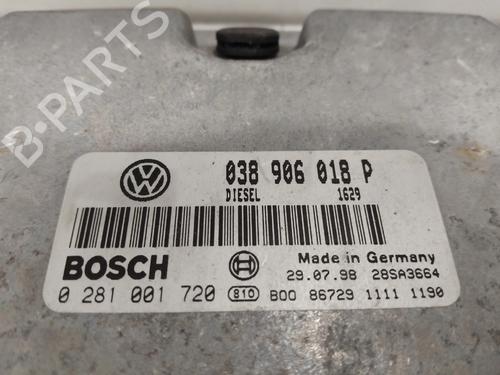 B-PARTS
038 906 018 P
DIESEL 1629
BOSCH
Made in Germany
29.07.98 28SA3664
0 281 001 720 810 B00 86729 1111 1190